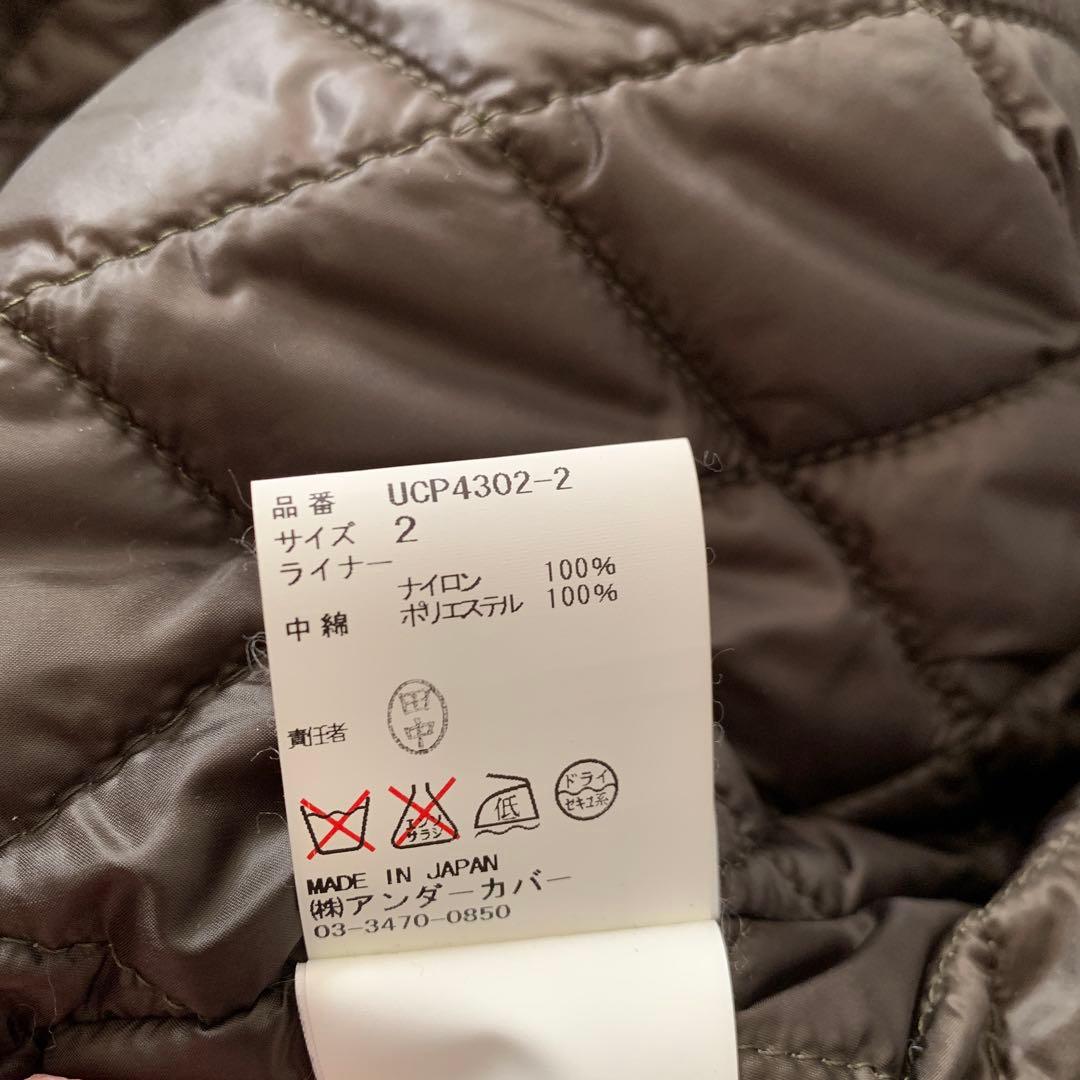 品番 UCP4302-2
サイズ 2
ライナー
ナイロン 100%
中綿 ポリエステル 100%
責任者 田中
エンソ サラシ
低
ドライ
セキユ系
MADE IN JAPAN
(株)アンダーカバー
03-3470-0850